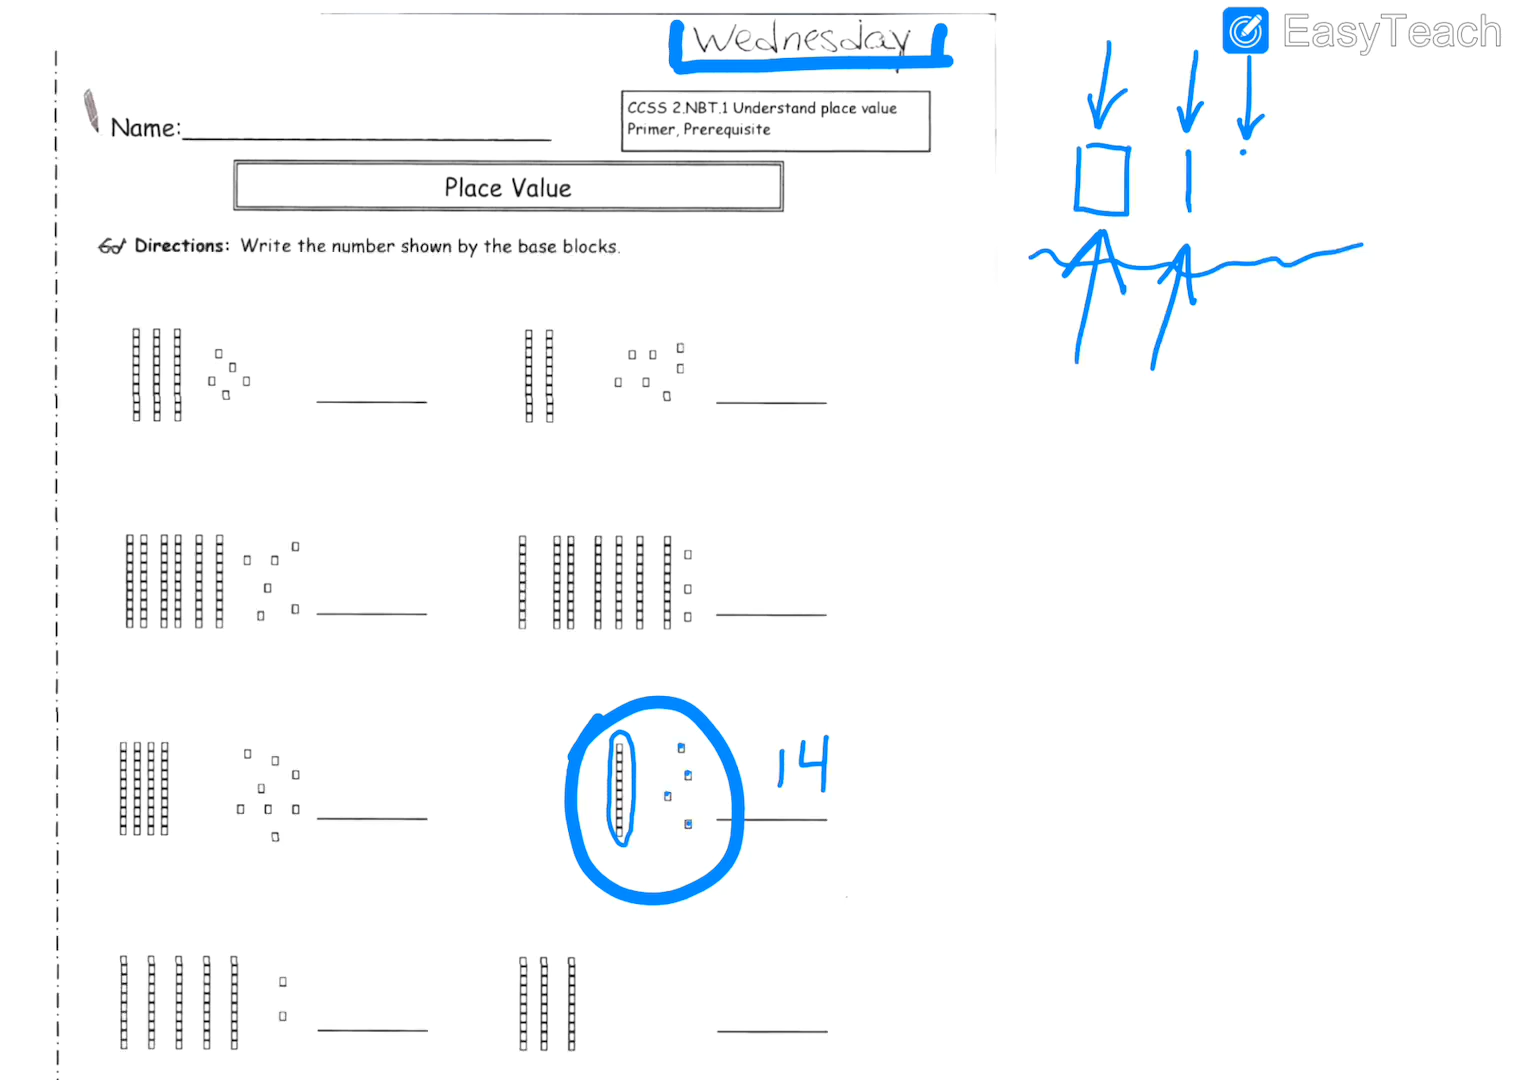 Wednesday
EasyTeach
CCSS 2.NBT.1 Understand place value
Primer, Prerequisite
Name:
Place Value
Directions: Write the number shown by the base blocks.
14